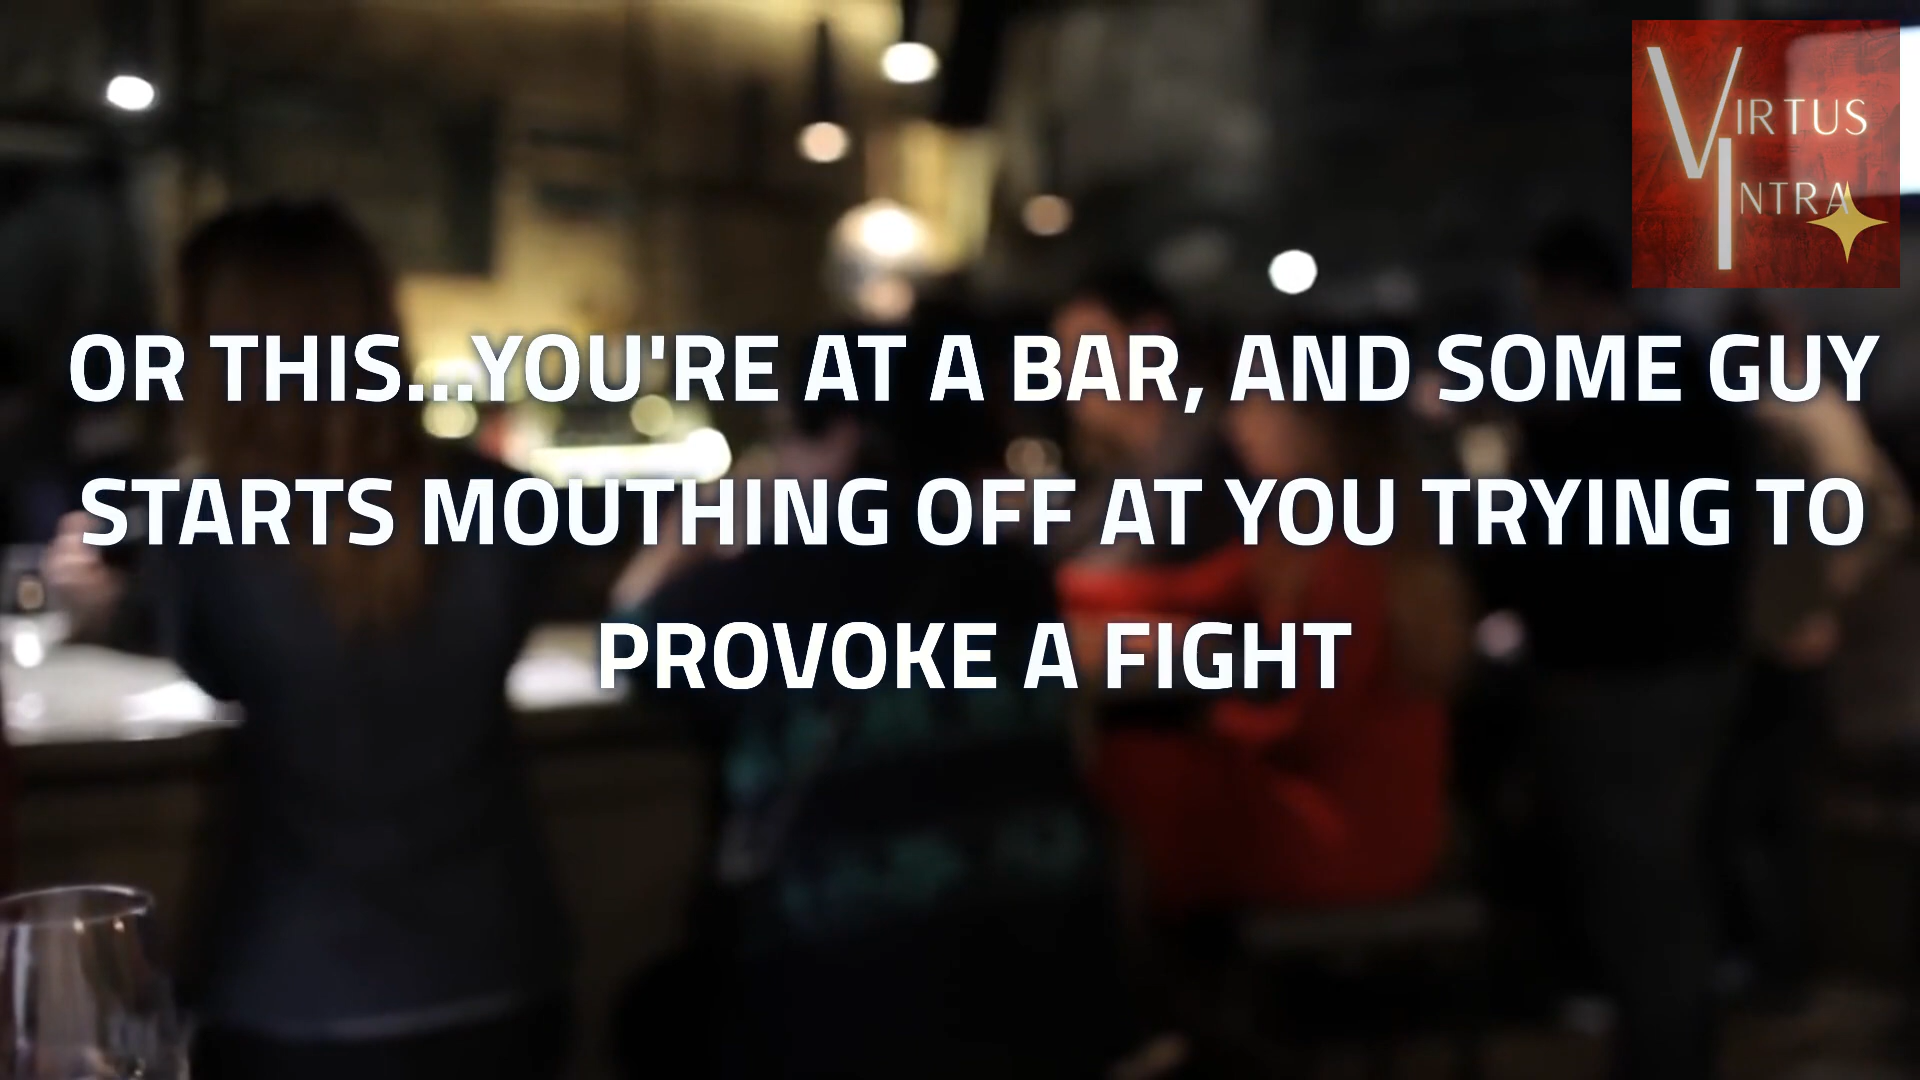 VIRTUS
INTRA
OR THIS...YOU'RE AT A BAR, AND SOME GUY
STARTS MOUTHING OFF AT YOU TRYING TO
PROVOKE A FIGHT